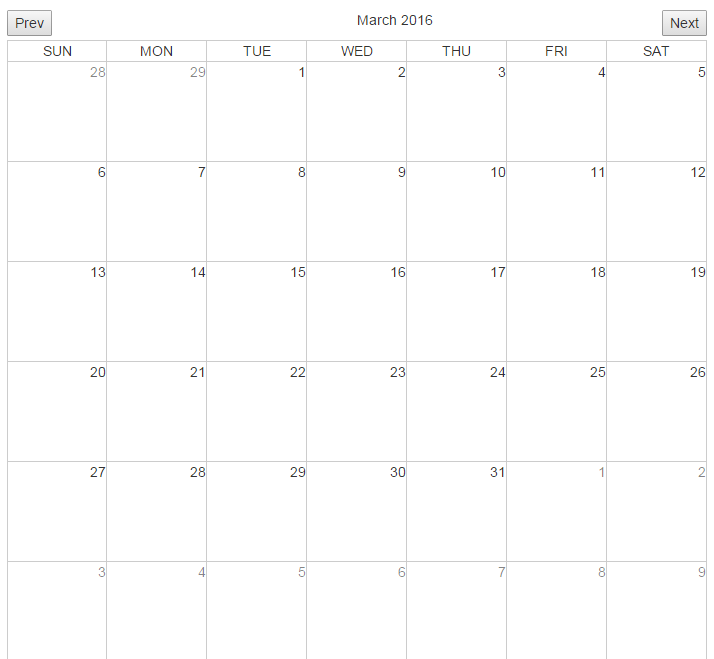 Prev March 2016 Next
SUN MON TUE WED THU FRI SAT
28 29 1 2 3 4 5
6 7 8 9 10 11 12
13 14 15 16 17 18 19
20 21 22 23 24 25 26
27 28 29 30 31 1 2
3 4 5 6 7 8 9